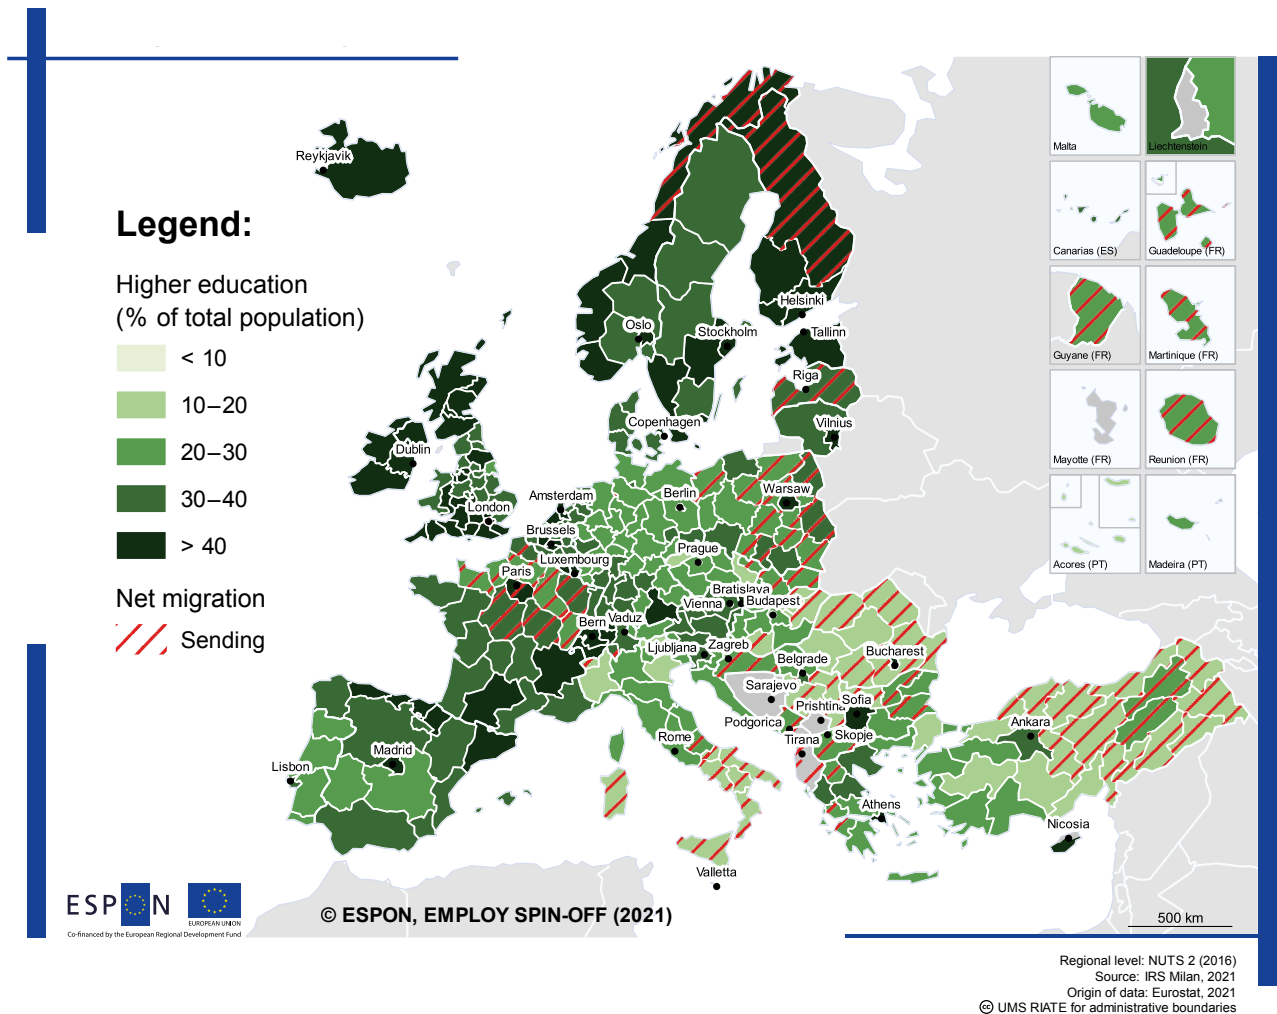 Legend:
Higher education
(% of total population)
< 10
10–20
20–30
30–40
> 40
Net migration
Sending
Reykjavik
Oslo
Stockholm
Helsinki
Tallinn
Riga
Vilnius
Copenhagen
Dublin
London
Amsterdam
Berlin
Warsaw
Brussels
Luxembourg
Prague
Paris
Bratislava
Vienna
Budapest
Bern
Vaduz
Ljubljana
Zagreb
Belgrade
Bucharest
Sarajevo
Prishtina
Sofia
Podgorica
Skopje
Tirana
Rome
Madrid
Lisbon
Athens
Ankara
Nicosia
Valletta
Malta
Liechtenstein
Canarias (ES)
Guadeloupe (FR)
Guyane (FR)
Martinique (FR)
Mayotte (FR)
Reunion (FR)
Acores (PT)
Madeira (PT)
ESPON
EUROPEAN UNION
Co-financed by the European Regional Development Fund
© ESPON, EMPLOY SPIN-OFF (2021)
500 km
Regional level: NUTS 2 (2016)
Source: IRS Milan, 2021
Origin of data: Eurostat, 2021
cc UMS RIATE for administrative boundaries